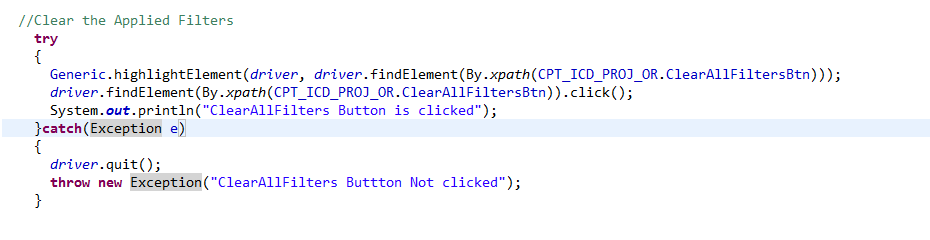 //Clear the Applied Filters
try
{
Generic.highlightElement(driver, driver.findElement(By.xpath(CPT_ICD_PROJ_OR.ClearAllFiltersBtn)));
driver.findElement(By.xpath(CPT_ICD_PROJ_OR.ClearAllFiltersBtn)).click();
System.out.println("ClearAllFilters Button is clicked");
}catch(Exception e)
{
driver.quit();
throw new Exception("ClearAllFilters Buttton Not clicked");
}